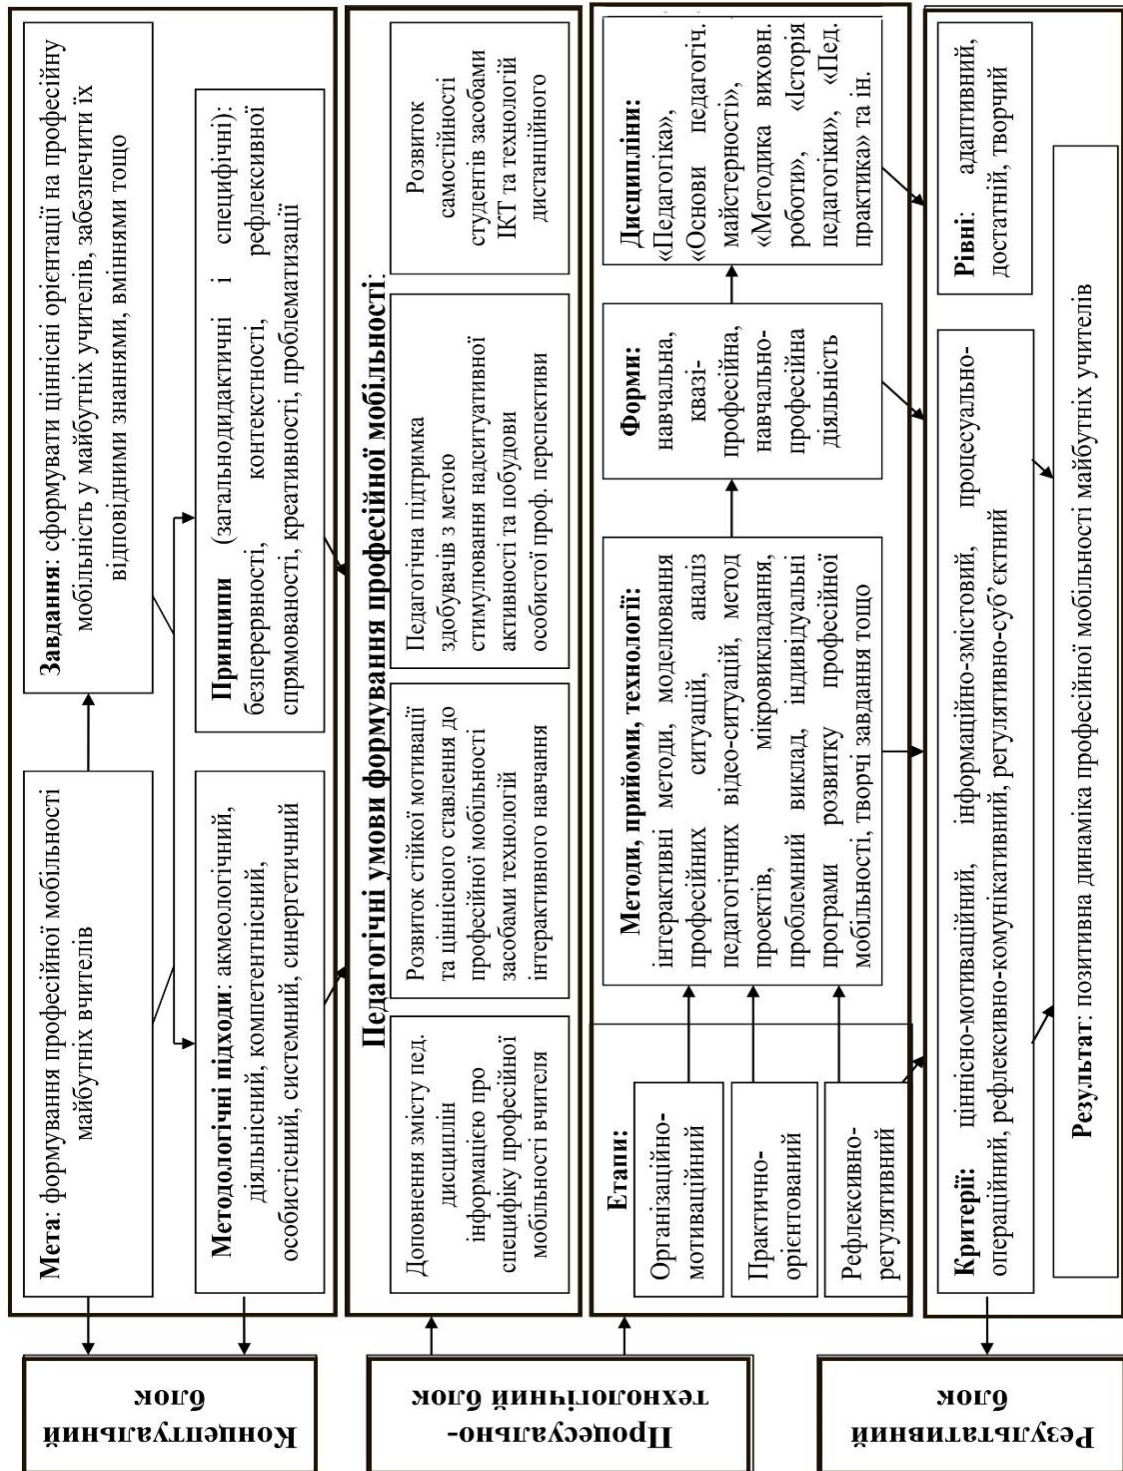 Концептуальний
блок
Мета: формування професійної мобільності
майбутніх вчителів
Завдання: сформувати ціннісні орієнтації на професійну
мобільність у майбутніх учителів, забезпечити їх
відповідними знаннями, вміннями тощо
Методологічні підходи: акмеологічний,
діяльнісний, компетентнісний,
особистісний, системний, синергетичний
Принципи (загальнодидактичні і специфічні):
безперервності, контекстності, рефлексивної
спрямованості, креативності, проблематизації
Процесуально-
технологічний блок
Педагогічні умови формування професійної мобільності:
Доповнення змісту пед.
дисциплін
інформацією про
специфіку професійної
мобільності вчителя
Розвиток стійкої мотивації
та ціннісного ставлення до
професійної мобільності
засобами технологій
інтерактивного навчання
Педагогічна підтримка
здобувачів з метою
стимулювання надситуативної
активності та побудови
особистої проф. перспективи
Розвиток
самостійності
студентів засобами
ІКТ та технологій
дистанційного
Етапи:
Організаційно-
мотиваційний
Практично-
орієнтований
Рефлексивно-
регулятивний
Методи, прийоми, технології:
інтерактивні методи, моделювання
професійних ситуацій, аналіз
педагогічних відео-ситуацій, метод
проектів, мікровикладання,
проблемний виклад, індивідуальні
програми розвитку професійної
мобільності, творчі завдання тощо
Форми:
навчальна,
квазі-
професійна,
навчально-
професійна
діяльність
Дисципліни:
«Педагогіка»,
«Основи педагогіч.
майстерності»,
«Методика виховн.
роботи», «Історія
педагогіки», «Пед.
практика» та ін.
Результативний
блок
Критерії: ціннісно-мотиваційний, інформаційно-змістовий, процесуально-
операційний, рефлексивно-комунікативний, регулятивно-суб’єктний
Рівні: адаптивний,
достатній, творчий
Результат: позитивна динаміка професійної мобільності майбутніх учителів